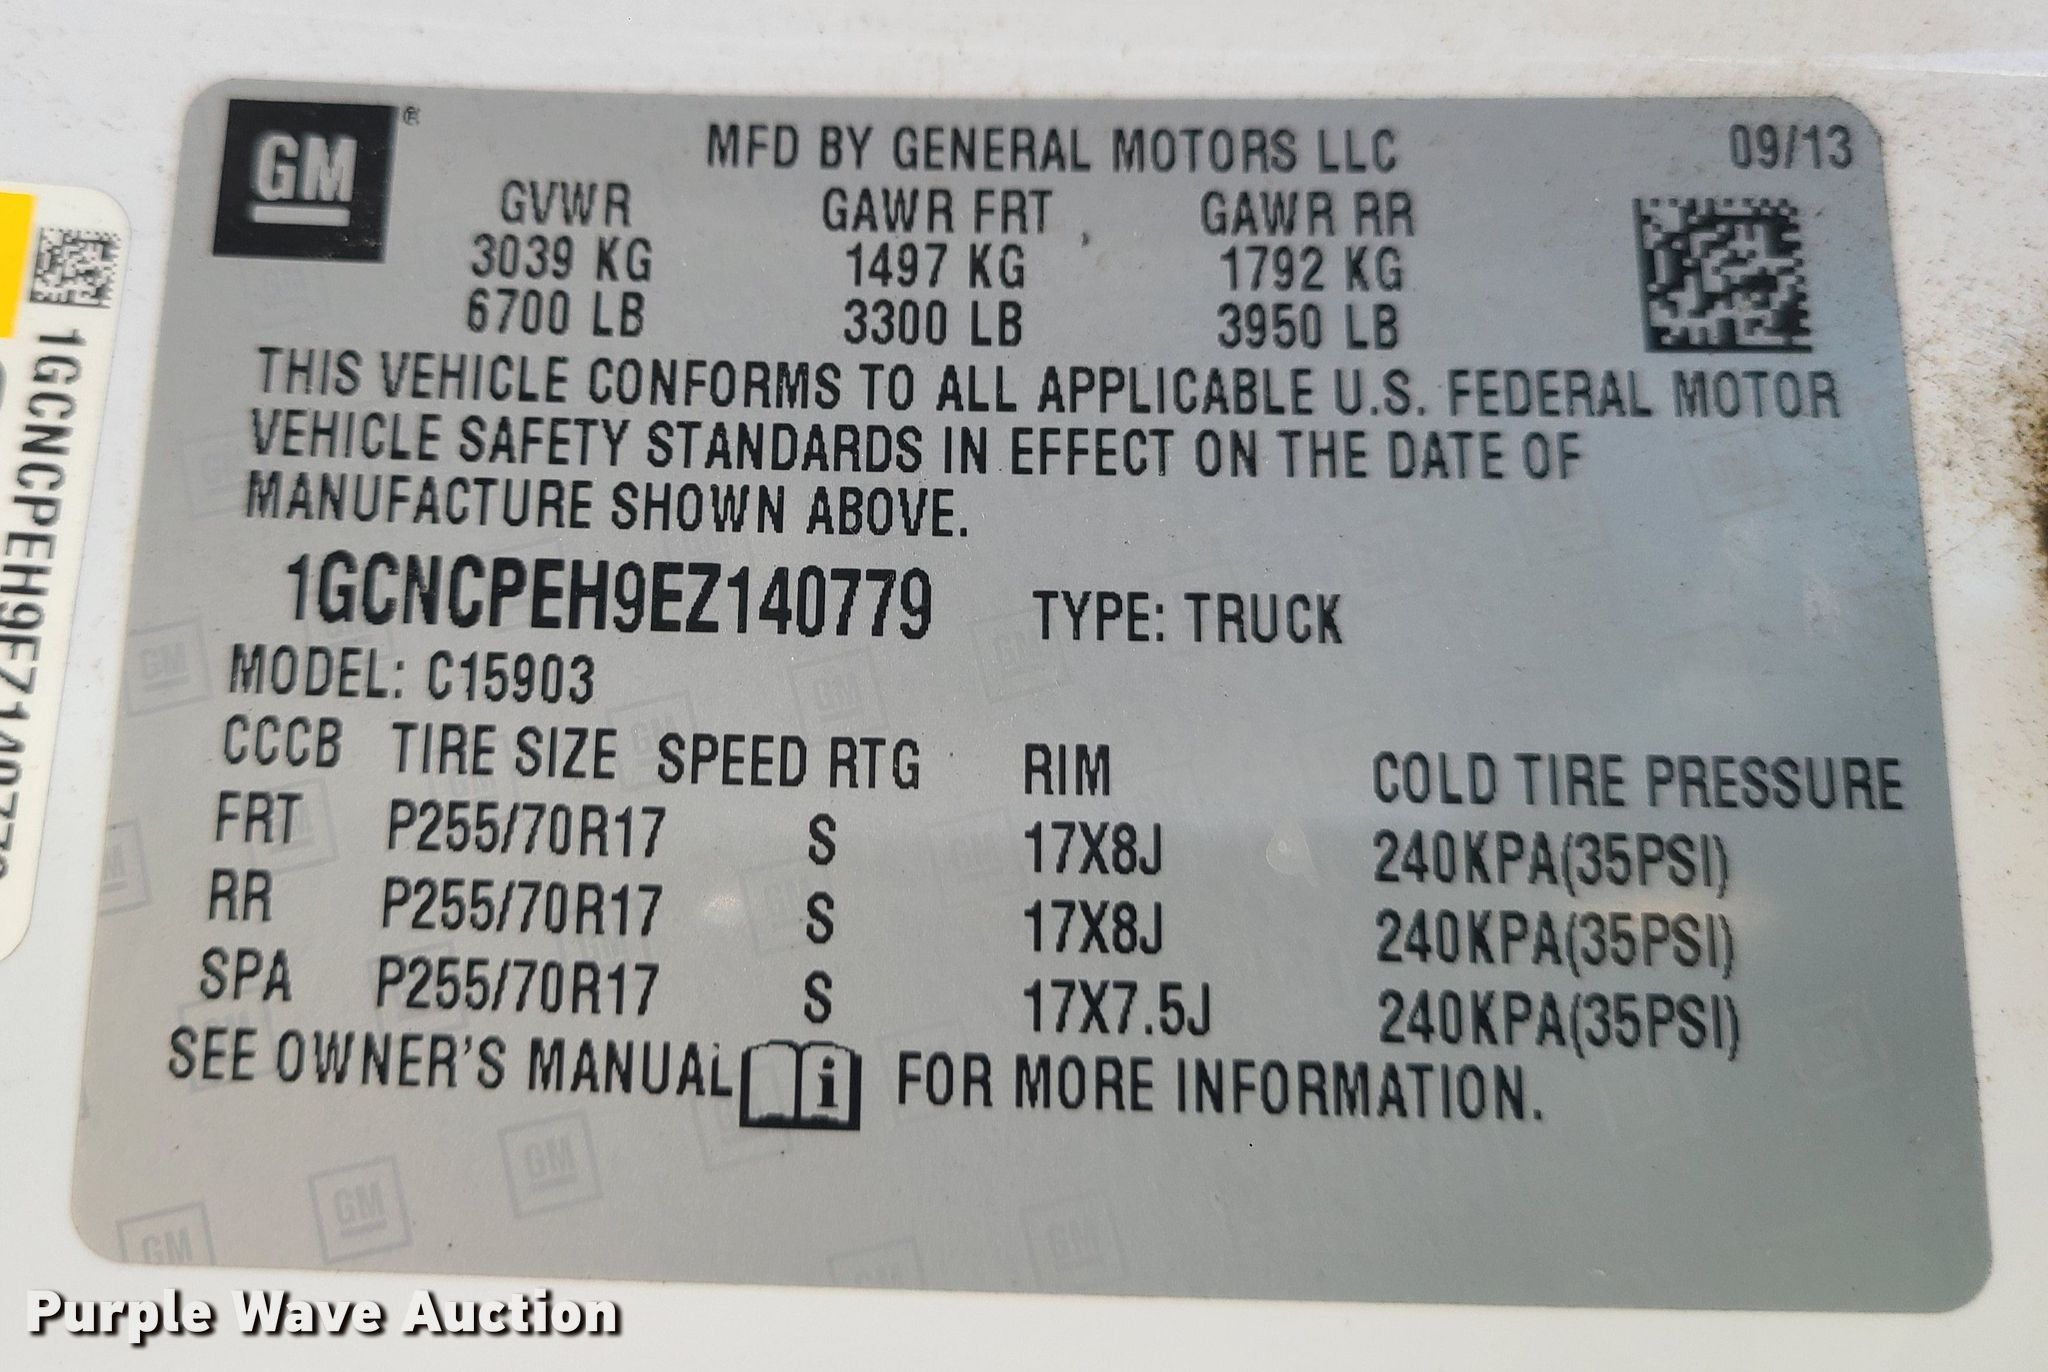 GM ®
MFD BY GENERAL MOTORS LLC 09/13
GVWR GAWR FRT GAWR RR
3039 KG 1497 KG 1792 KG
6700 LB 3300 LB 3950 LB
THIS VEHICLE CONFORMS TO ALL APPLICABLE U.S. FEDERAL MOTOR
VEHICLE SAFETY STANDARDS IN EFFECT ON THE DATE OF
MANUFACTURE SHOWN ABOVE.
1GCNCPEH9EZ140779 TYPE: TRUCK
MODEL: C15903
CCCB TIRE SIZE SPEED RTG RIM COLD TIRE PRESSURE
FRT P255/70R17 S 17X8J 240KPA(35PSI)
RR P255/70R17 S 17X8J 240KPA(35PSI)
SPA P255/70R17 S 17X7.5J 240KPA(35PSI)
SEE OWNER'S MANUAL i FOR MORE INFORMATION.
1GCNCPEH9EZ140779
Purple Wave Auction